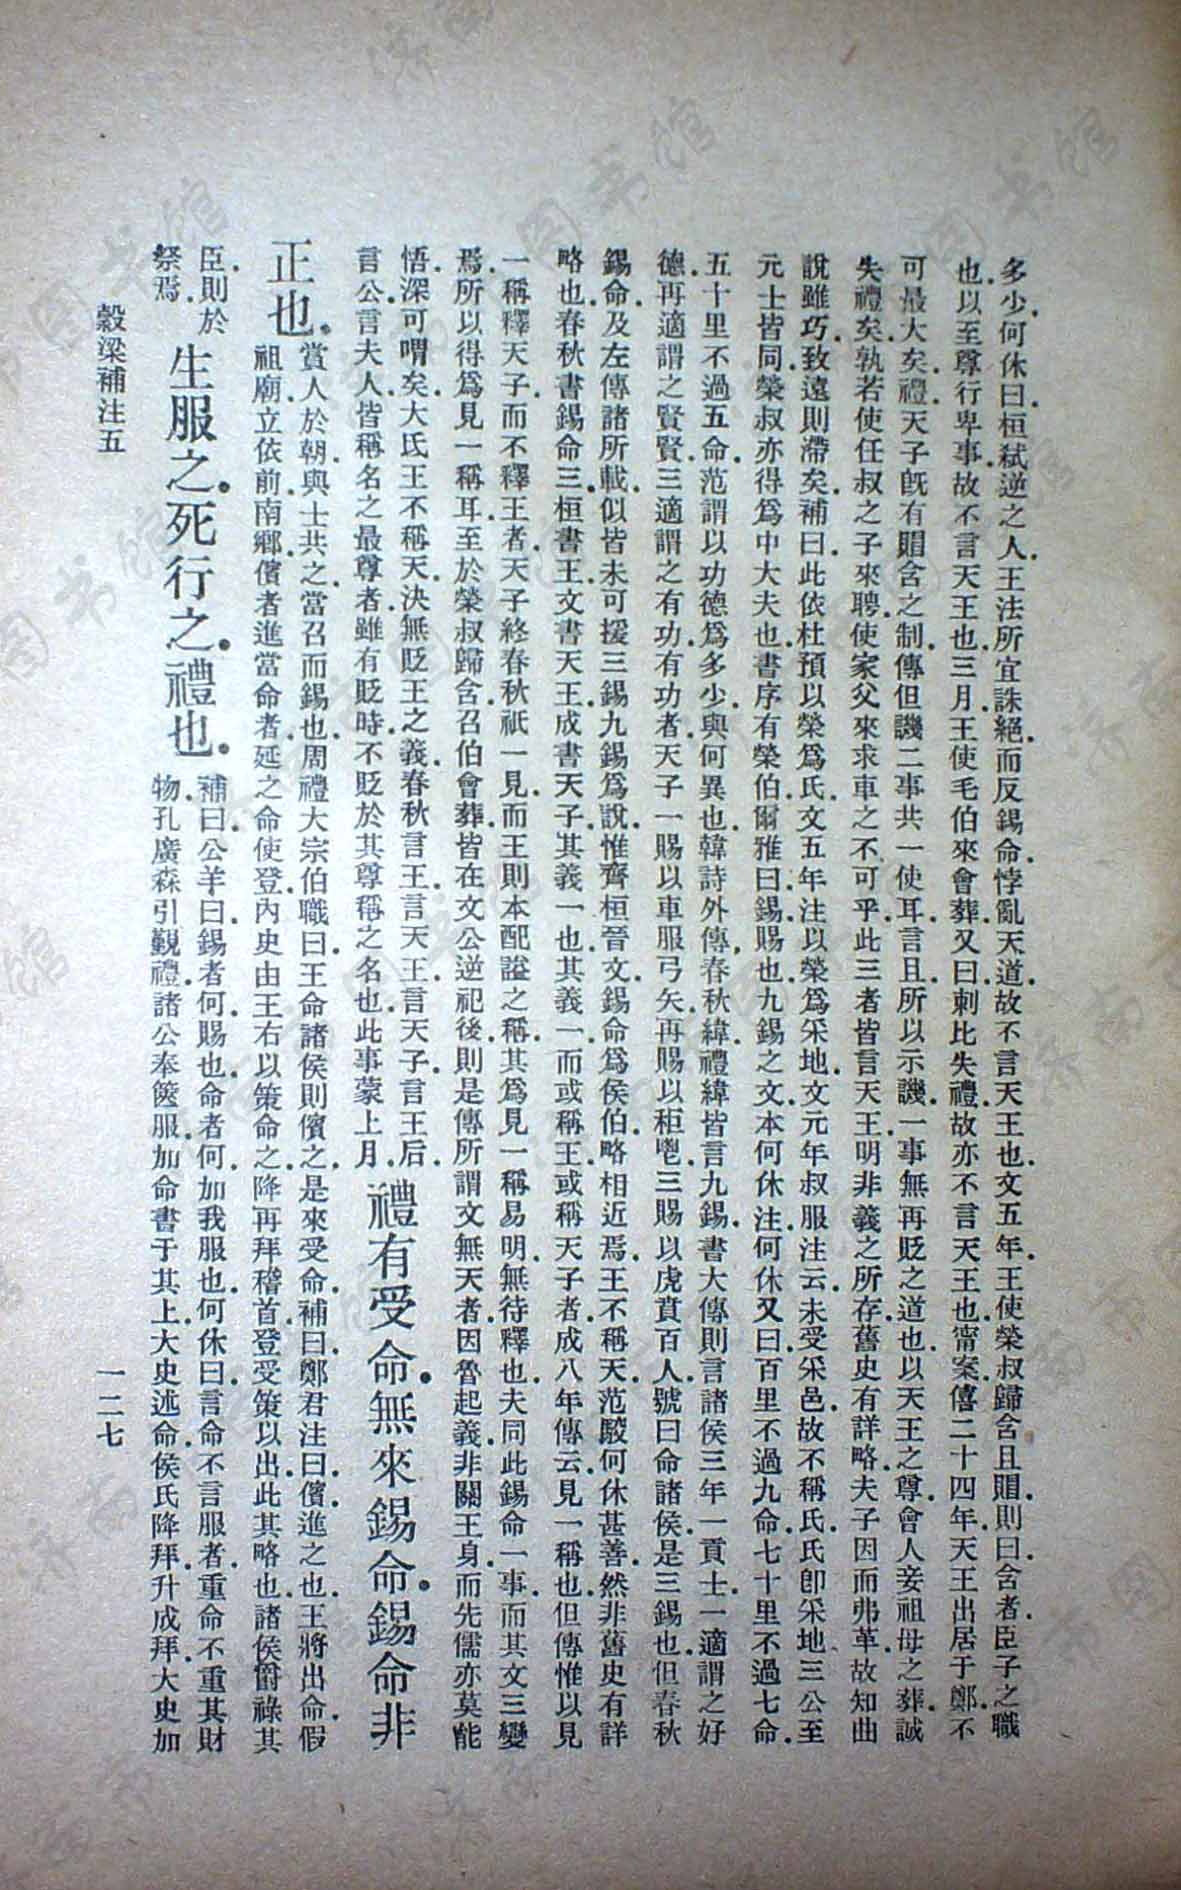 多少.何休曰.桓弒逆之人.王法所宜誅絕.而反錫命.悖亂天道.故不言天王也.文五年.王使榮叔歸含且賵.則曰.含者.臣子之職
也.以至尊行卑事.故不言天王也.三月.王使毛伯來會葬.又曰.刺比失禮.故亦不言天王也.甯案.僖二十四年.天王出居于鄭.不
可最大矣.禮.天子既有賵含之制.傳但譏二事共一使耳.言且.所以示譏.一事無再貶之道也.以天王之尊.會人妾祖母之葬.誠
失禮矣.孰若使任叔之子來聘.使家父來求車之不可乎.此三者皆言天王.明非義之所存.舊史有詳略.夫子因而弗革.故知曲
說雖巧.致遠則滯矣.補曰.此依杜預以榮爲氏.文五年注以榮爲采地.文元年叔服注云.未受采邑.故不稱氏.氏卽采地.三公至
元士皆同.榮叔亦得爲中大夫也.書序有榮伯.爾雅曰.錫.賜也.九錫之文.本何休注.何休又曰.百里不過九命.七十里不過七命.
五十里不過五命.范謂以功德爲多少.與何異也.韓詩外傳.春秋緯.禮緯皆言九錫.書大傳則言諸侯三年一貢士.一適謂之好
德.再適謂之賢賢.三適謂之有功.有功者.天子一賜以車服弓矢.再賜以秬鬯.三賜以虎賁百人.號曰命諸侯.是三錫也.但春秋
錫命.及左傳諸所載.似皆未可援三錫九錫爲說.惟齊桓晉文.錫命爲侯伯.略相近焉.王不稱天.范駮何休甚善.然非舊史有詳
略也.春秋書錫命三.桓書王.文書天王.成書天子.其義一也.其義一.而或稱王.或稱天子者.成八年傳云.見一稱也.但傳惟以見
一稱釋天子.而不釋王者.天子終春秋祇一見.而王則本配謚之稱.其爲見一稱易明.無待釋也.夫同此錫命一事.而其文三變
焉.所以得爲見一稱耳.至於榮叔歸含.召伯會葬.皆在文公逆祀後.則是傳所謂文無天者.因魯起義.非關王身.而先儒亦莫能
悟.深可喟矣.大氐王不稱天.決無貶王之義.春秋言王.言天王.言天子.言王后.
言公.言夫人.皆稱名之最尊者.雖有貶時.不貶於其尊稱之名也.此事蒙上月.禮有受命.無來錫命.錫命.非
正也.賞人於朝.與士共之.當召而錫也.周禮大宗伯職曰.王命諸侯則儐之.是來受命.補曰.鄭君注曰.儐.進之也.王將出命.假
祖廟.立依前.南鄉.儐者進當命者.延之命使登.內史由王右以策命之.降再拜稽首.登受策以出.此其略也.諸侯爵祿其
臣.則於
祭焉.生服之.死行之.禮也.補曰.公羊曰.錫者何.賜也.命者何.加我服也.何休曰.言命不言服者.重命不重其財
物.孔廣森引覲禮.諸公奉篋服.加命書于其上.大史述命.侯氏降拜.升成拜.大史加
穀梁補注五
一二七